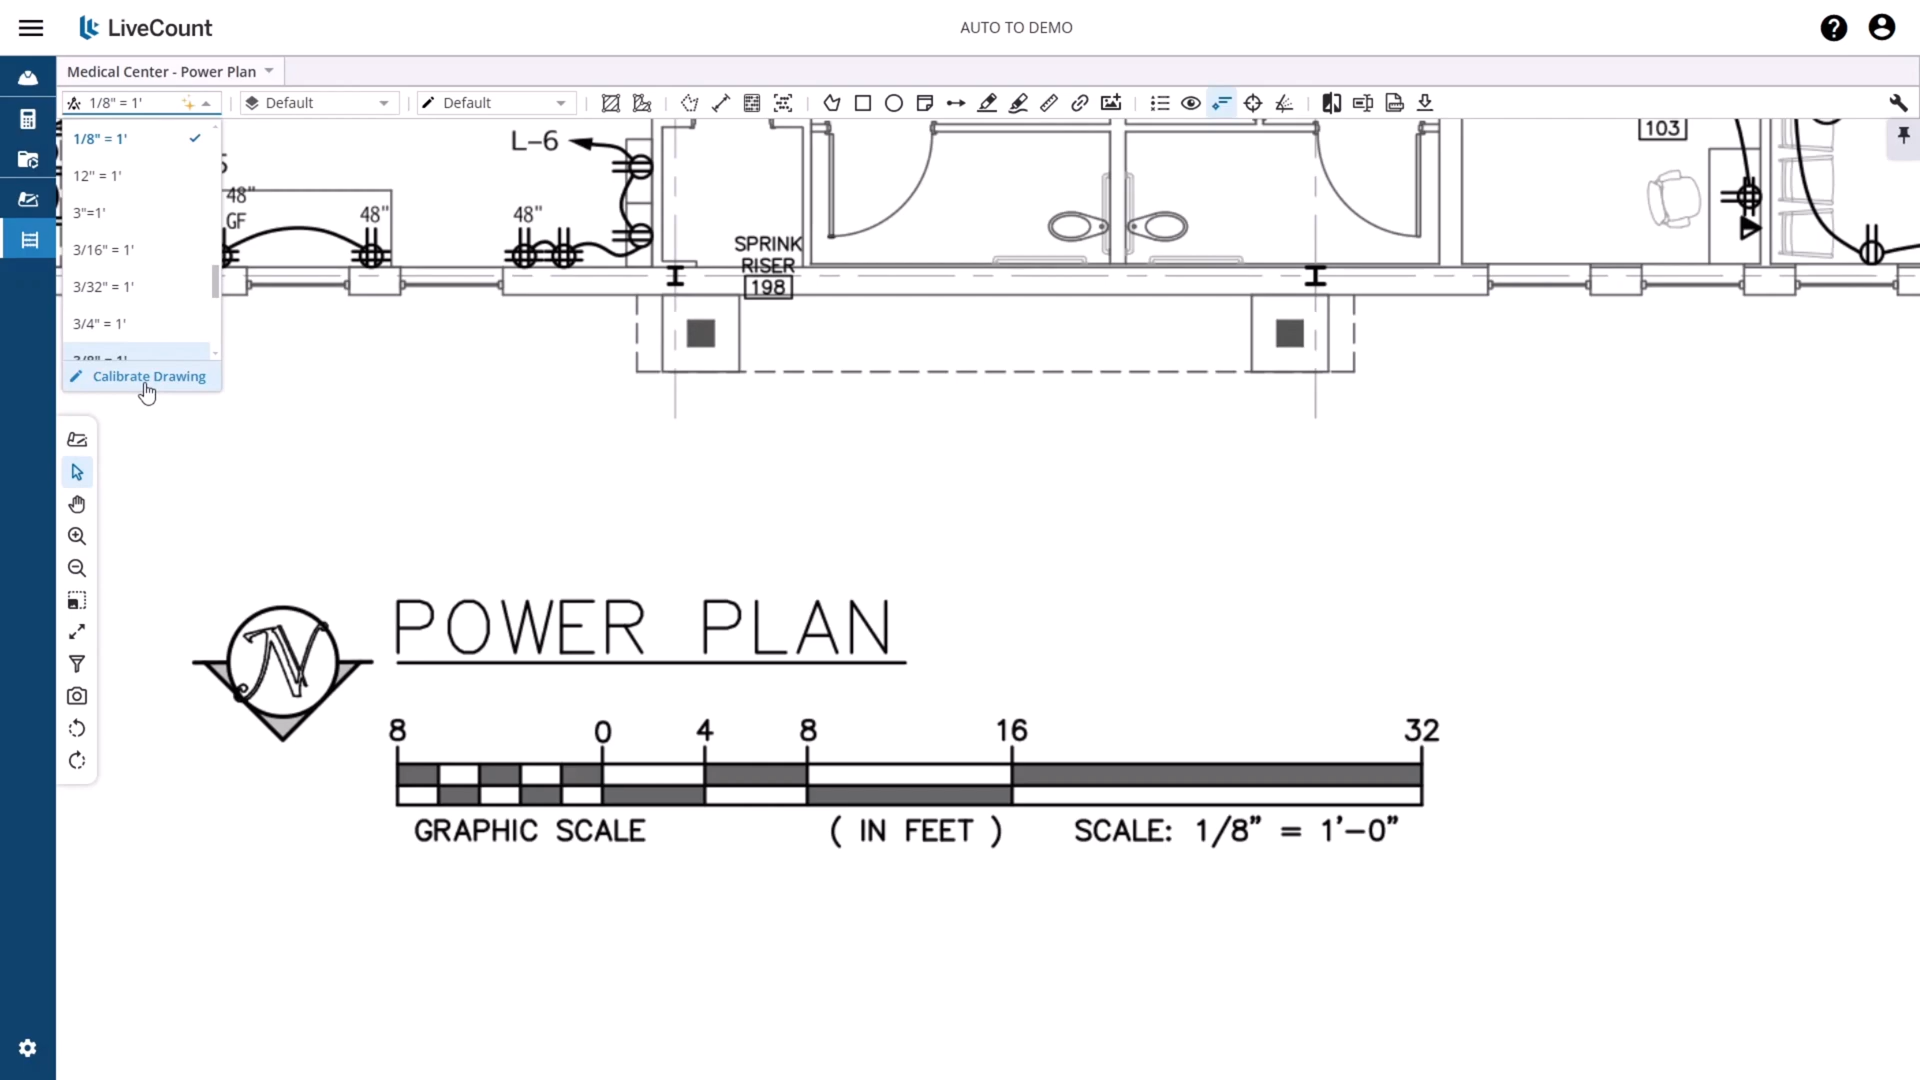 LiveCount
AUTO TO DEMO
Medical Center - Power Plan
1/8" = 1'
Default
Default
1/8" = 1'
12" = 1'
3"=1'
3/16" = 1'
3/32" = 1'
3/4" = 1'
3/8" = 1'
Calibrate Drawing
L-6
103
48"
GF
48"
48"
SPRINK
RISER
198
N
POWER PLAN
8 0 4 8 16 32
GRAPHIC SCALE ( IN FEET ) SCALE: 1/8" = 1'-0"